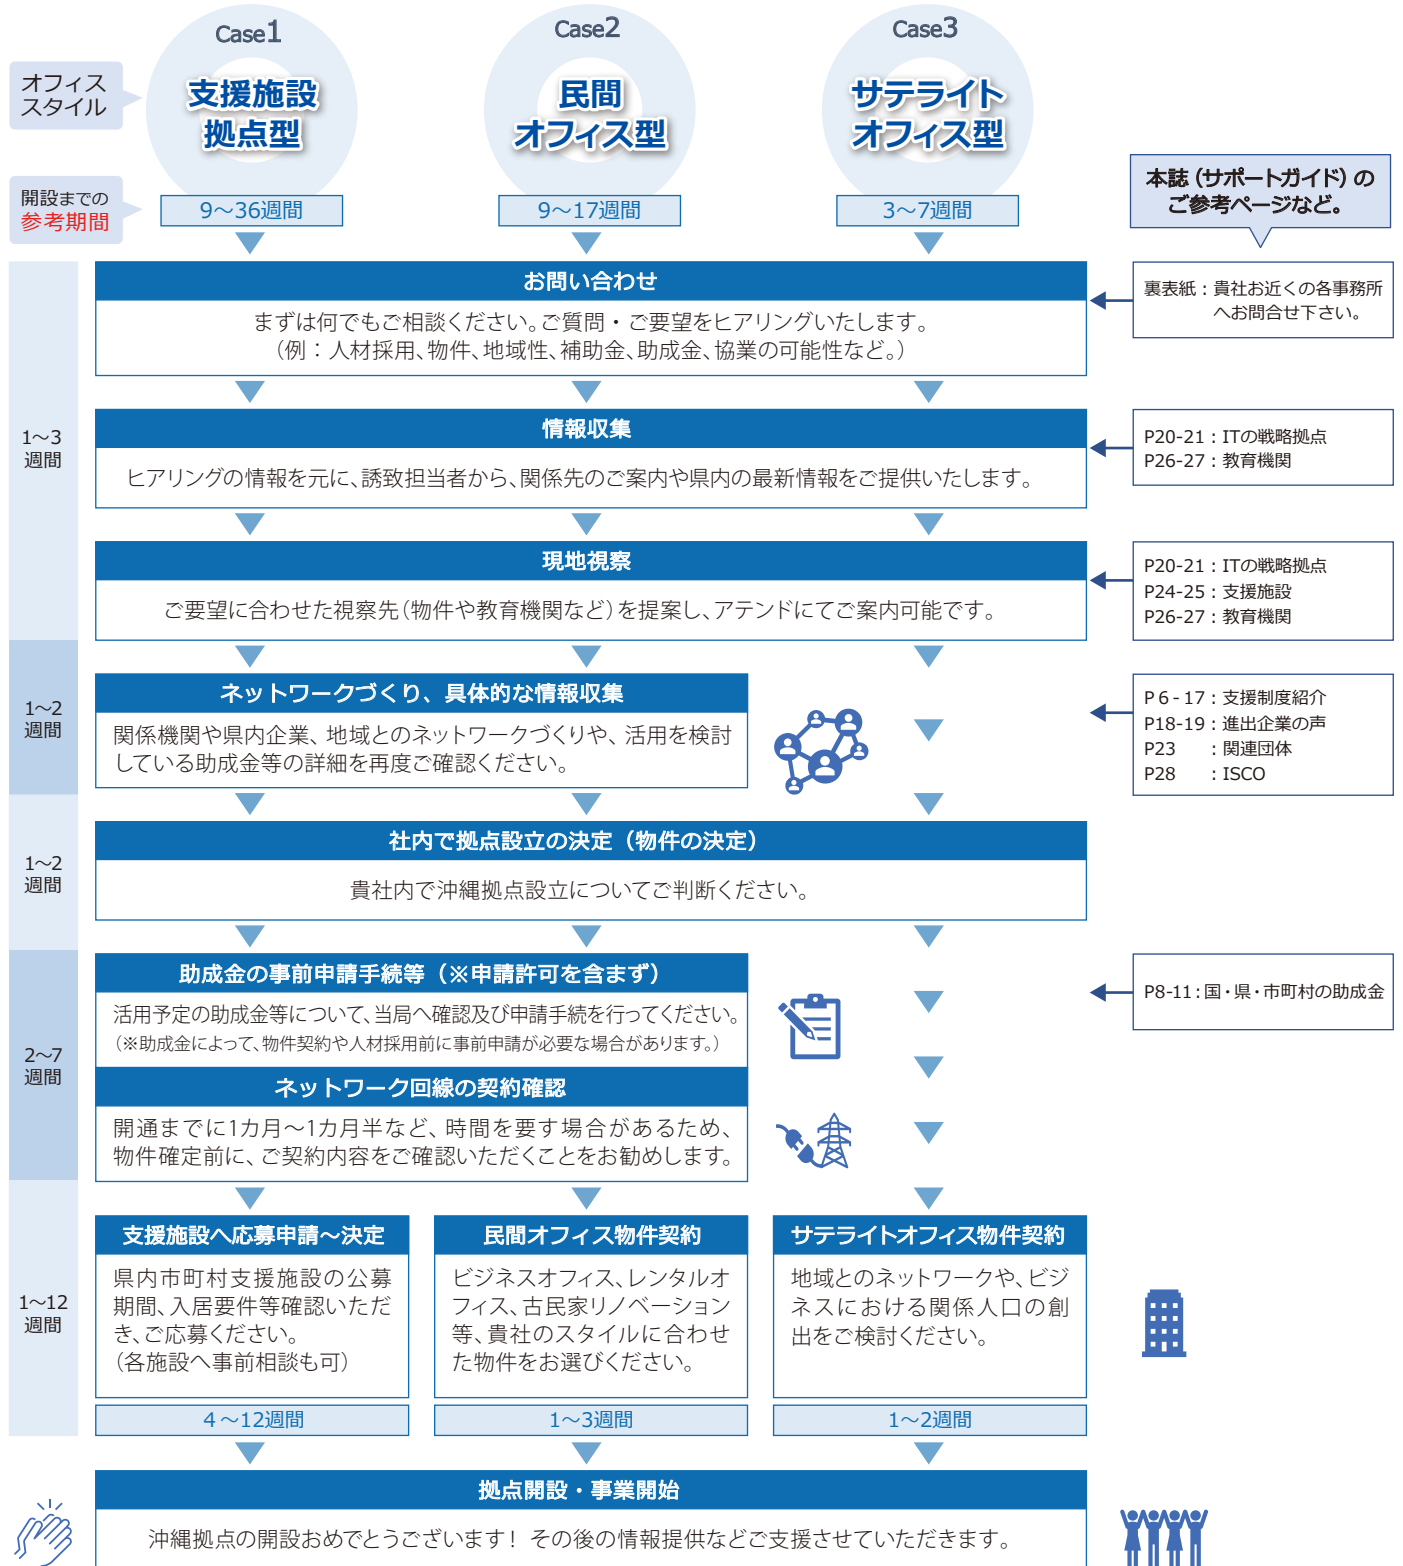 Case1
Case2
Case3
オフィス
スタイル
支援施設
拠点型
民間
オフィス型
サテライト
オフィス型
開設までの
参考期間
9～36週間
9～17週間
3～7週間
本誌（サポートガイド）の
ご参考ページなど。
お問い合わせ
まずは何でもご相談ください。ご質問・ご要望をヒアリングいたします。
（例：人材採用、物件、地域性、補助金、助成金、協業の可能性など。）
裏表紙：貴社お近くの各事務所
へお問合せ下さい。
1～3
週間
情報収集
ヒアリングの情報を元に、誘致担当者から、関係先のご案内や県内の最新情報をご提供いたします。
P20-21：ITの戦略拠点
P26-27：教育機関
現地視察
ご要望に合わせた視察先（物件や教育機関など）を提案し、アテンドにてご案内可能です。
P20-21：ITの戦略拠点
P24-25：支援施設
P26-27：教育機関
1～2
週間
ネットワークづくり、具体的な情報収集
関係機関や県内企業、地域とのネットワークづくりや、活用を検討
している助成金等の詳細を再度ご確認ください。
P 6 - 17：支援制度紹介
P18-19：進出企業の声
P23　　：関連団体
P28　　：ISCO
1～2
週間
社内で拠点設立の決定（物件の決定）
貴社内で沖縄拠点設立についてご判断ください。
2～7
週間
助成金の事前申請手続等（※申請許可を含まず）
活用予定の助成金等について、当局へ確認及び申請手続を行ってください。
（※助成金によって、物件契約や人材採用前に事前申請が必要な場合があります。）
P8-11：国・県・市町村の助成金
ネットワーク回線の契約確認
開通までに1カ月～1カ月半など、時間を要す場合があるため、
物件確定前に、ご契約内容をご確認いただくことをお勧めします。
1～12
週間
支援施設へ応募申請～決定
県内市町村支援施設の公募
期間、入居要件等確認いただ
き、ご応募ください。
（各施設へ事前相談も可）
4～12週間
民間オフィス物件契約
ビジネスオフィス、レンタルオ
フィス、古民家リノベーション
等、貴社のスタイルに合わせ
た物件をお選びください。
1～3週間
サテライトオフィス物件契約
地域とのネットワークや、ビジ
ネスにおける関係人口の創
出をご検討ください。
1～2週間
拠点開設・事業開始
沖縄拠点の開設おめでとうございます！ その後の情報提供などご支援させていただきます。